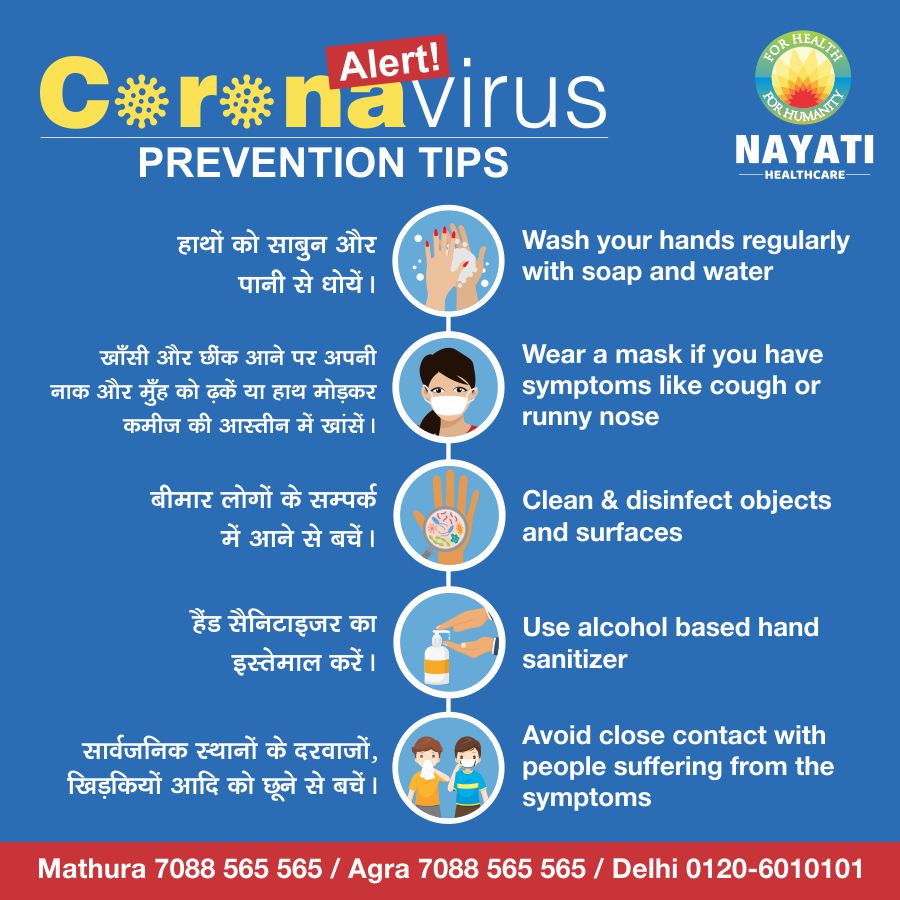 Alert!
Coronavirus
PREVENTION TIPS
FOR HEALTH
FOR HUMANITY
NAYATI
HEALTHCARE
हाथों को साबुन और
पानी से धोयें।
Wash your hands regularly
with soap and water
खाँसी और छींक आने पर अपनी
नाक और मुँह को ढ़कें या हाथ मोड़कर
कमीज की आस्तीन में खांसें।
Wear a mask if you have
symptoms like cough or
runny nose
बीमार लोगों के सम्पर्क
में आने से बचें।
Clean & disinfect objects
and surfaces
हैंड सैनिटाइजर का
इस्तेमाल करें।
Use alcohol based hand
sanitizer
सार्वजनिक स्थानों के दरवाजों,
खिड़कियों आदि को छूने से बचें।
Avoid close contact with
people suffering from the
symptoms
Mathura 7088 565 565 / Agra 7088 565 565 / Delhi 0120-6010101